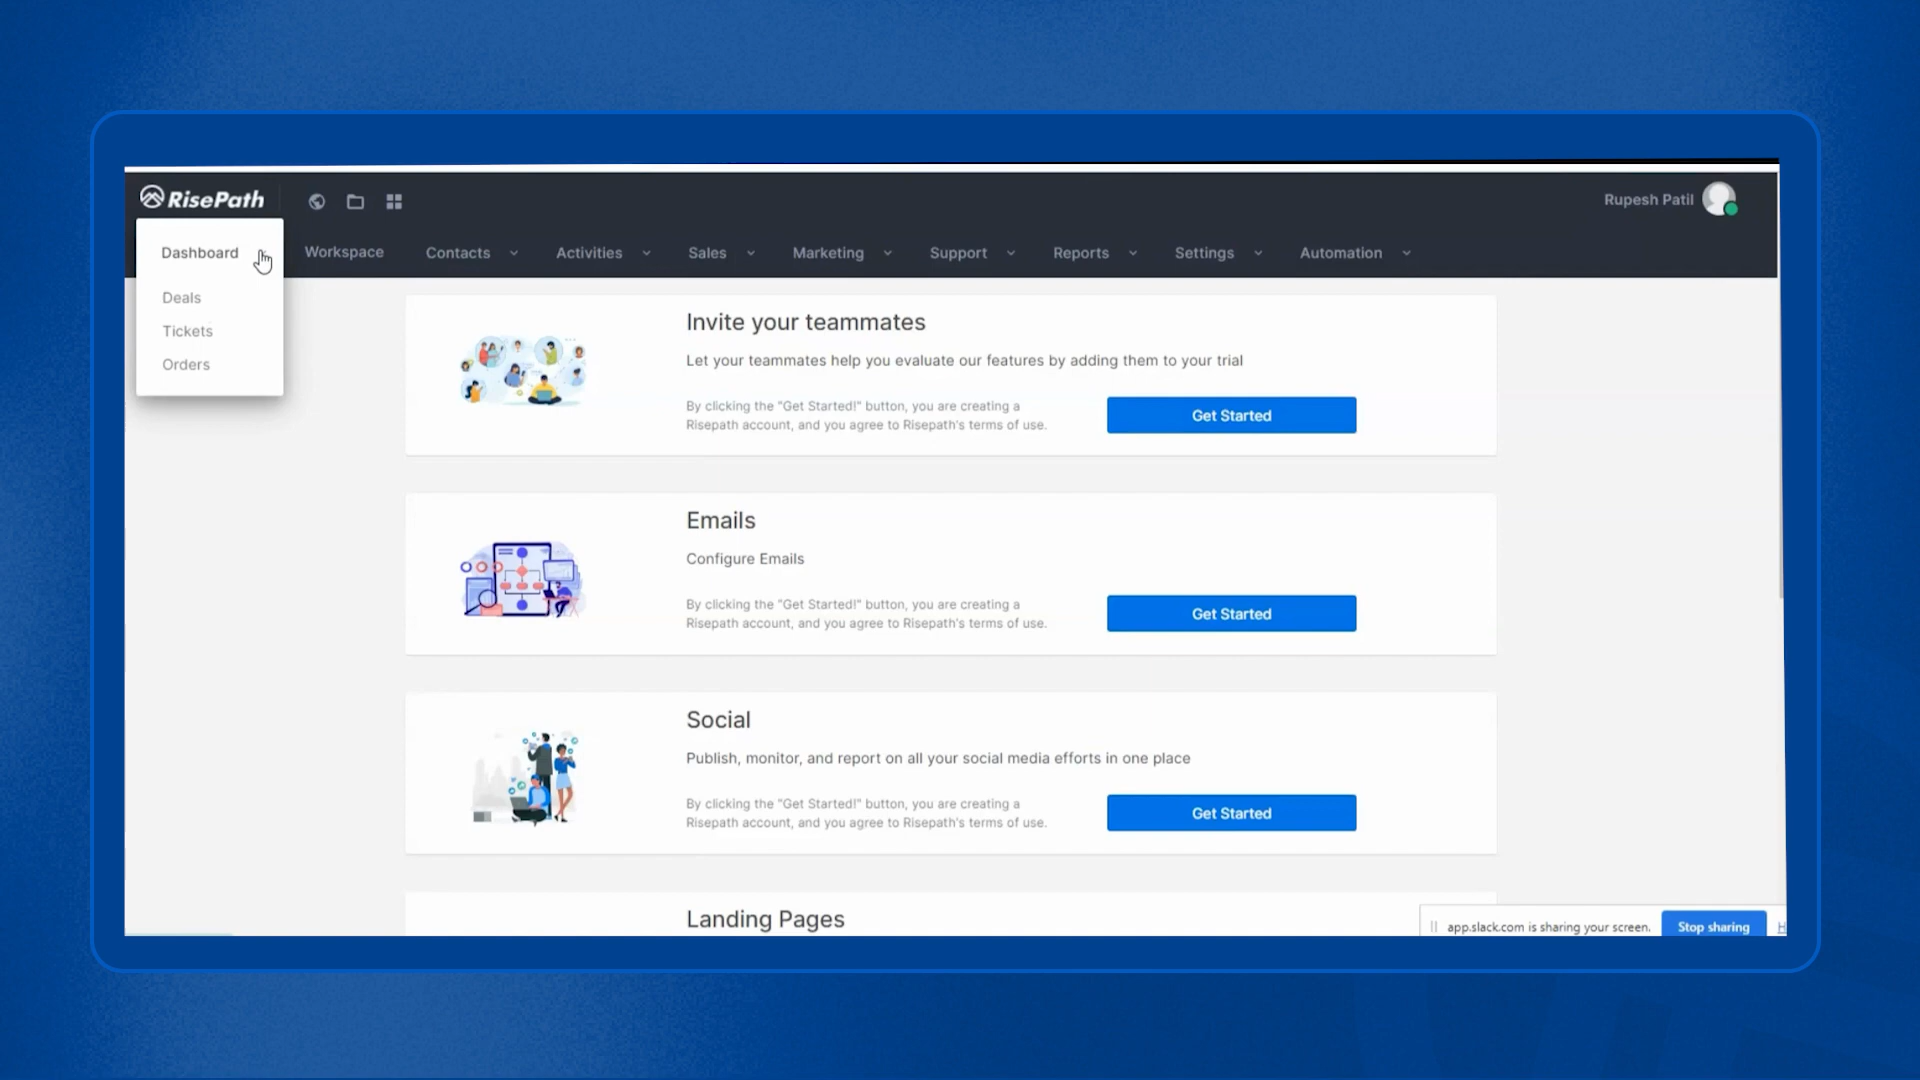 RisePath
Rupesh Patil
Dashboard
Workspace
Contacts
Activities
Sales
Marketing
Support
Reports
Settings
Automation
Deals
Tickets
Orders
Invite your teammates
Let your teammates help you evaluate our features by adding them to your trial
By clicking the "Get Started!" button, you are creating a
Risepath account, and you agree to Risepath's terms of use.
Get Started
Emails
Configure Emails
By clicking the "Get Started!" button, you are creating a
Risepath account, and you agree to Risepath's terms of use.
Get Started
Social
Publish, monitor, and report on all your social media efforts in one place
By clicking the "Get Started!" button, you are creating a
Risepath account, and you agree to Risepath's terms of use.
Get Started
Landing Pages
app.slack.com is sharing your screen.
Stop sharing